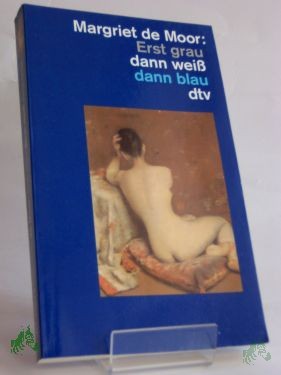 Margriet de Moor:
Erst grau
dann weiß
dann blau
dtv